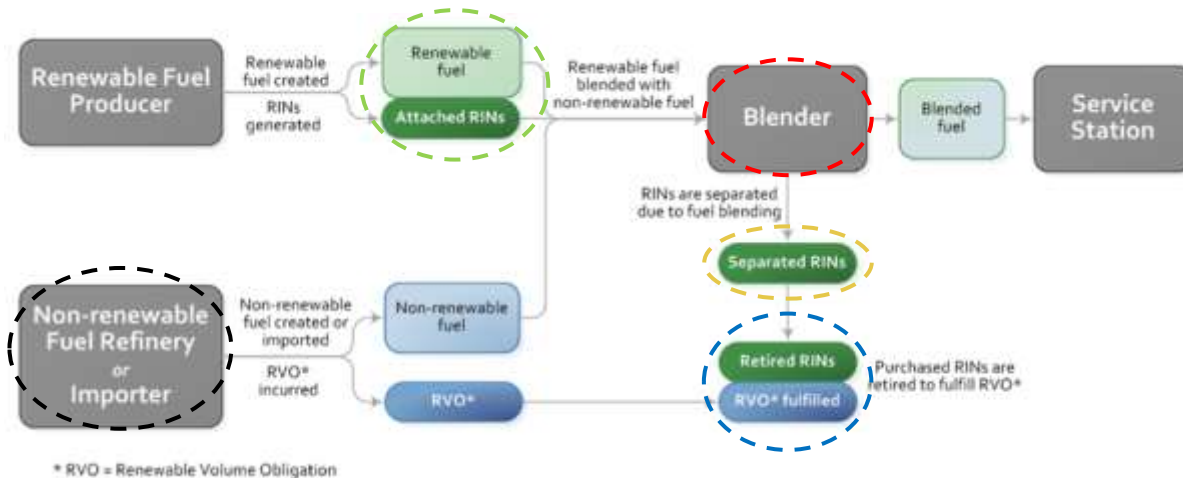 Renewable Fuel
Producer
Renewable
fuel created
RINs
generated
Renewable
fuel
Attached RINs
Renewable fuel
blended with
non-renewable fuel
Blender
Blended
fuel
Service
Station
RINs are separated
due to fuel blending
Separated RINs
Non-renewable
Fuel Refinery
or
Importer
Non-renewable
fuel created or
imported
RVO*
incurred
Non-renewable
fuel
RVO*
Retired RINs
RVO* fulfilled
Purchased RINs are
retired to fulfill RVO*
* RVO = Renewable Volume Obligation